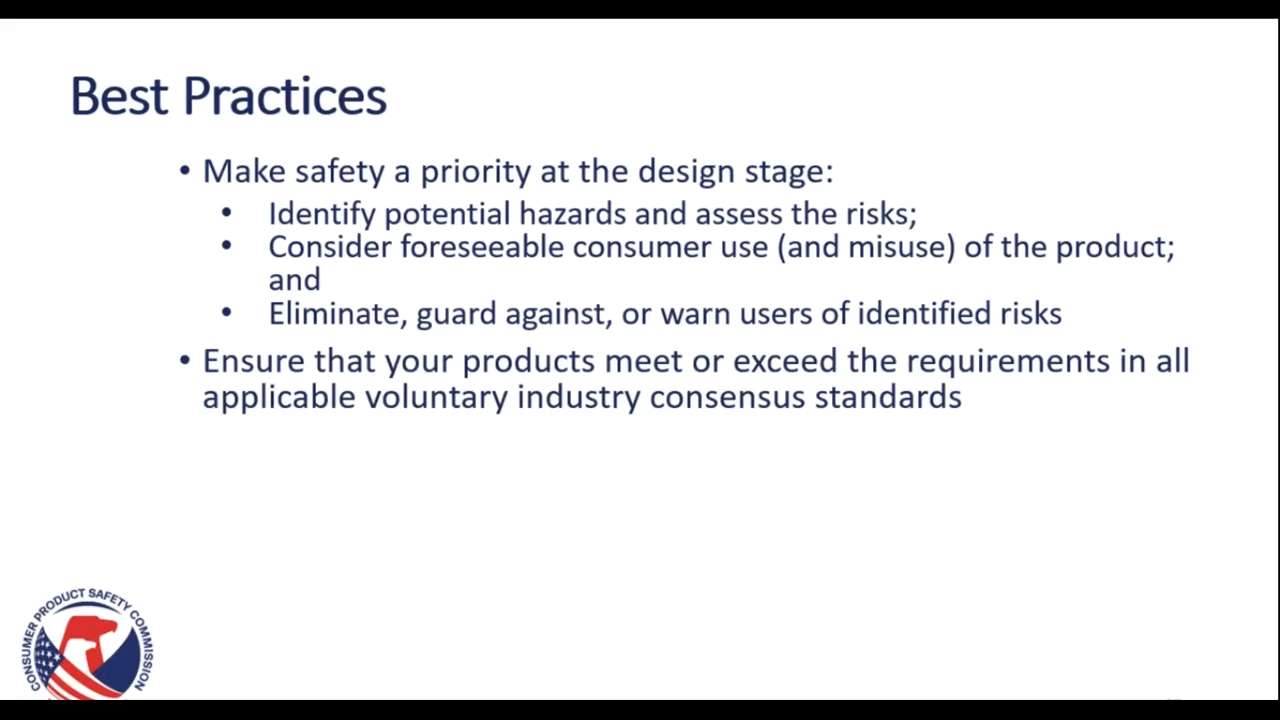 Best Practices
• Make safety a priority at the design stage:
• Identify potential hazards and assess the risks;
• Consider foreseeable consumer use (and misuse) of the product;
and
• Eliminate, guard against, or warn users of identified risks
• Ensure that your products meet or exceed the requirements in all
applicable voluntary industry consensus standards
CONSUMER PRODUCT SAFETY COMMISSION